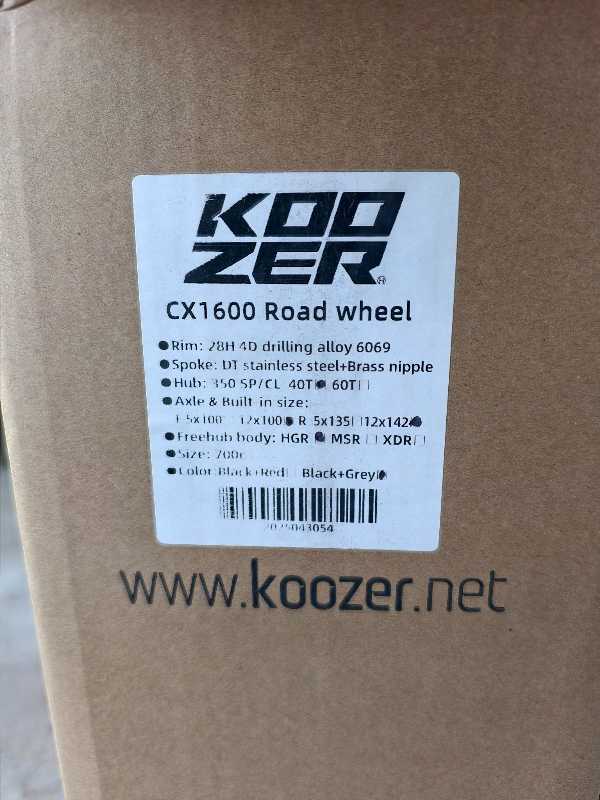 KOO
ZER®
CX1600 Road wheel
●Rim: 28H 4D drilling alloy 6069
●Spoke: DT stainless steel+Brass nipple
●Hub: 350 SP/CL 40T 60T□
●Axle & Built-in size:
5x100 12x100 R 5x135□12x142
●Freehub body: HGR MSR □ XDR□
●Size: 700c
●Color:Black+Red□ Black+Grey
2025043054
www.koozer.net